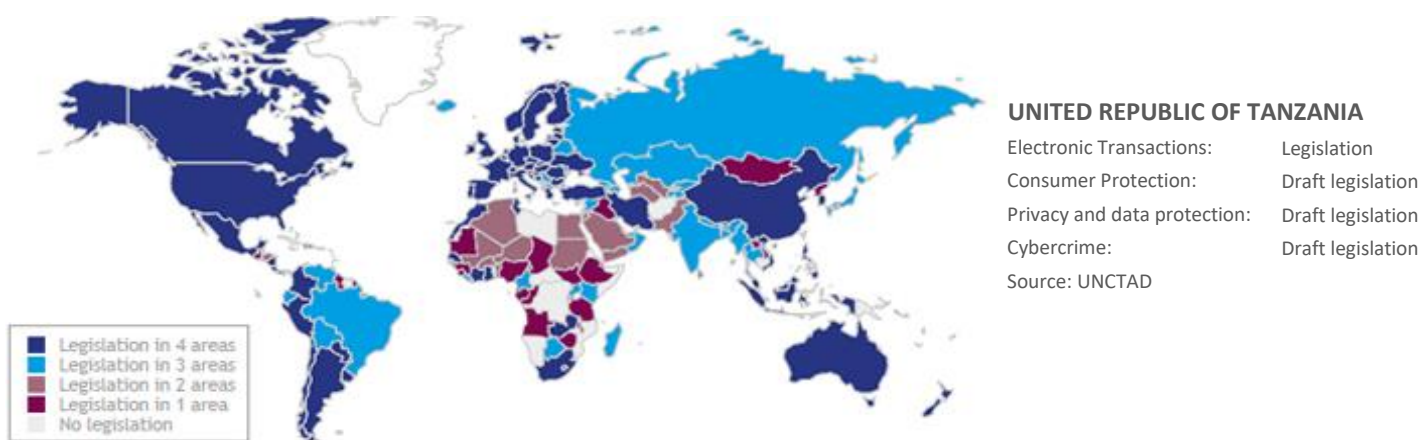 UNITED REPUBLIC OF TANZANIA
Electronic Transactions: Legislation
Consumer Protection: Draft legislation
Privacy and data protection: Draft legislation
Cybercrime: Draft legislation
Source: UNCTAD
Legislation in 4 areas
Legislation in 3 areas
Legislation in 2 areas
Legislation in 1 area
No legislation